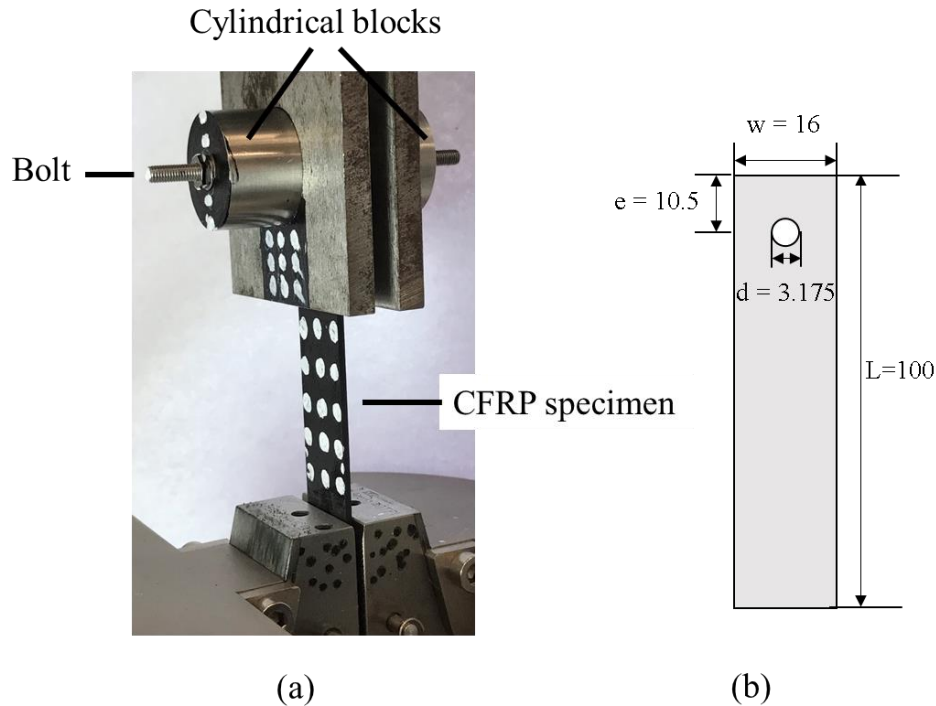 Cylindrical blocks
Bolt
CFRP specimen
(a)
w = 16
e = 10.5
d = 3.175
L=100
(b)